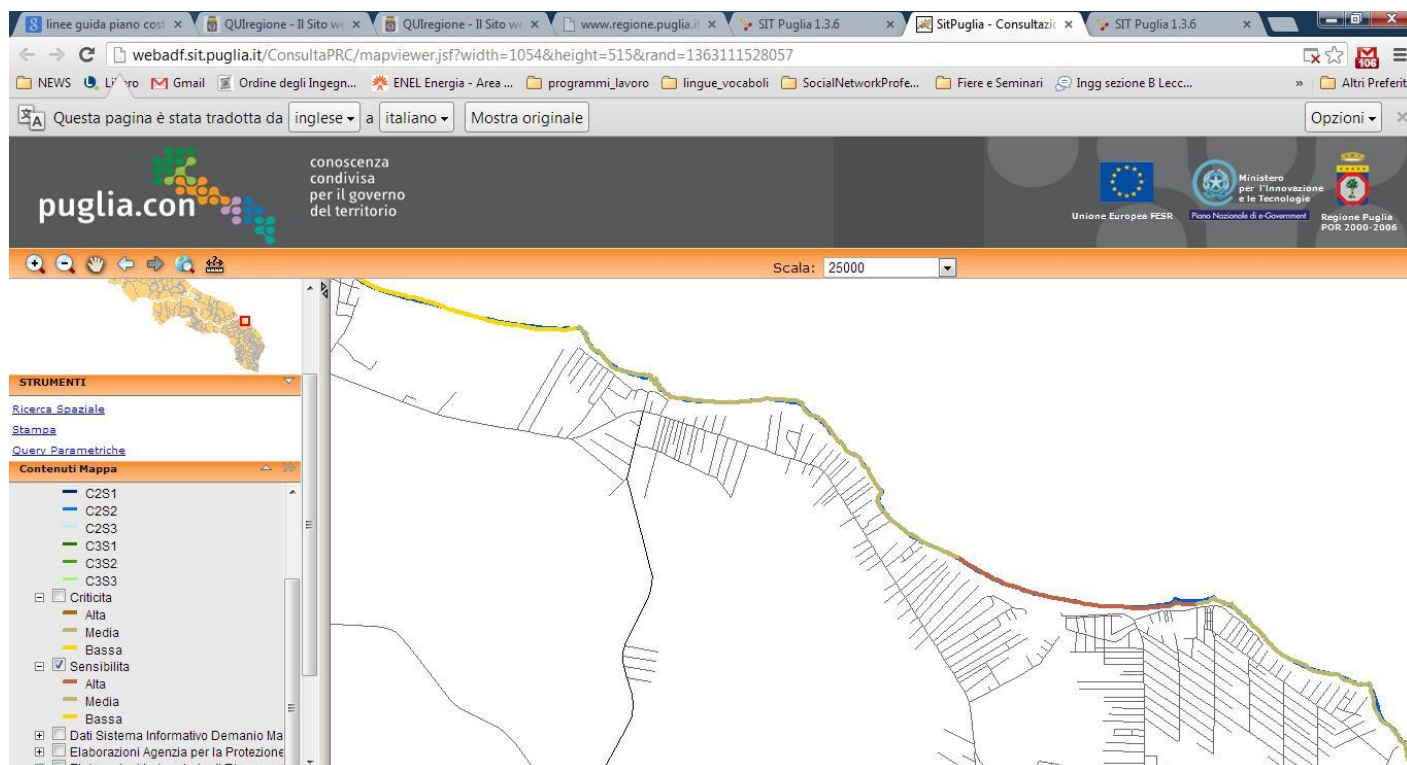 linee guida piano cost
QUIregione - Il Sito we
QUIregione - Il Sito we
www.regione.puglia.it
SIT Puglia 1.3.6
SitPuglia - Consultazio
SIT Puglia 1.3.6
webadf.sit.puglia.it/ConsultaPRC/mapviewer.jsf?width=1054&height=515&rand=1363111528057
106
NEWS
Gmail
Ordine degli Ingegn...
ENEL Energia - Area ...
programmi_lavoro
lingue_vocaboli
SocialNetworkProfe...
Fiere e Seminari
Ingg sezione B Lecc...
»
Altri Preferit
Questa pagina è stata tradotta da inglese a italiano Mostra originale Opzioni
puglia.con
conoscenza
condivisa
per il governo
del territorio
Unione Europea FESR
Ministero
per l'Innovazione
e le Tecnologie
Piano Nazionale di e-Government
Regione Puglia
POR 2000-2006
Scala: 25000
STRUMENTI
Ricerca Spaziale
Stampa
Query Parametriche
Contenuti Mappa
C2S1
C2S2
C2S3
C3S1
C3S2
C3S3
Criticita
Alta
Media
Bassa
Sensibilita
Alta
Media
Bassa
Dati Sistema Informativo Demanio Ma
Elaborazioni Agenzia per la Protezione